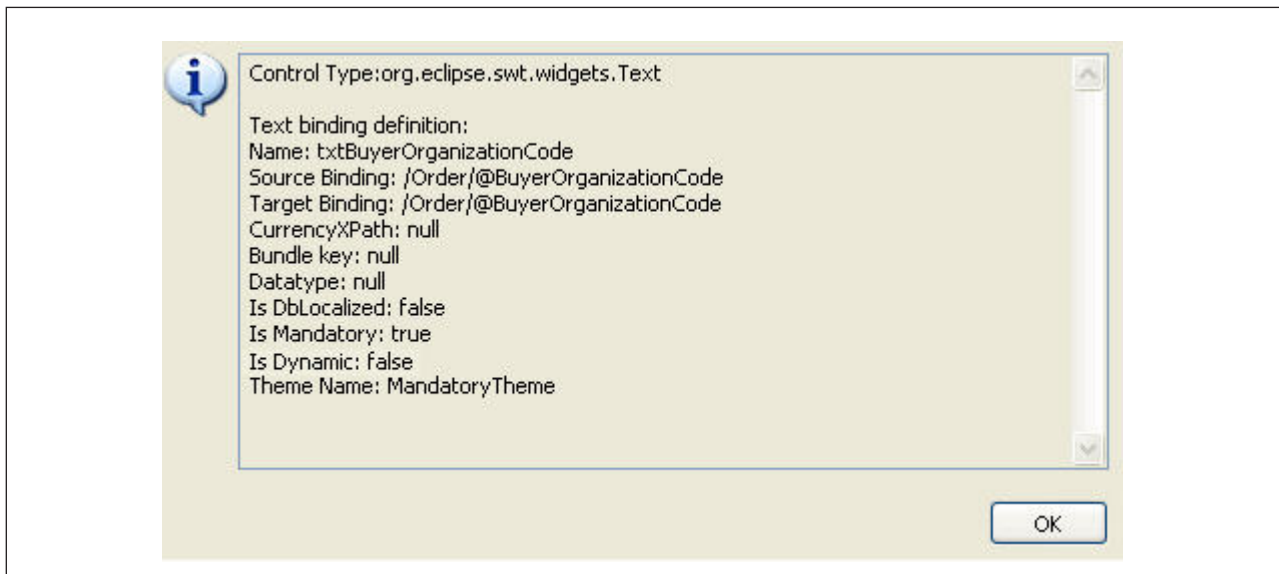 Control Type:org.eclipse.swt.widgets.Text
Text binding definition:
Name: txtBuyerOrganizationCode
Source Binding: /Order/@BuyerOrganizationCode
Target Binding: /Order/@BuyerOrganizationCode
CurrencyXPath: null
Bundle key: null
Datatype: null
Is DbLocalized: false
Is Mandatory: true
Is Dynamic: false
Theme Name: MandatoryTheme
OK